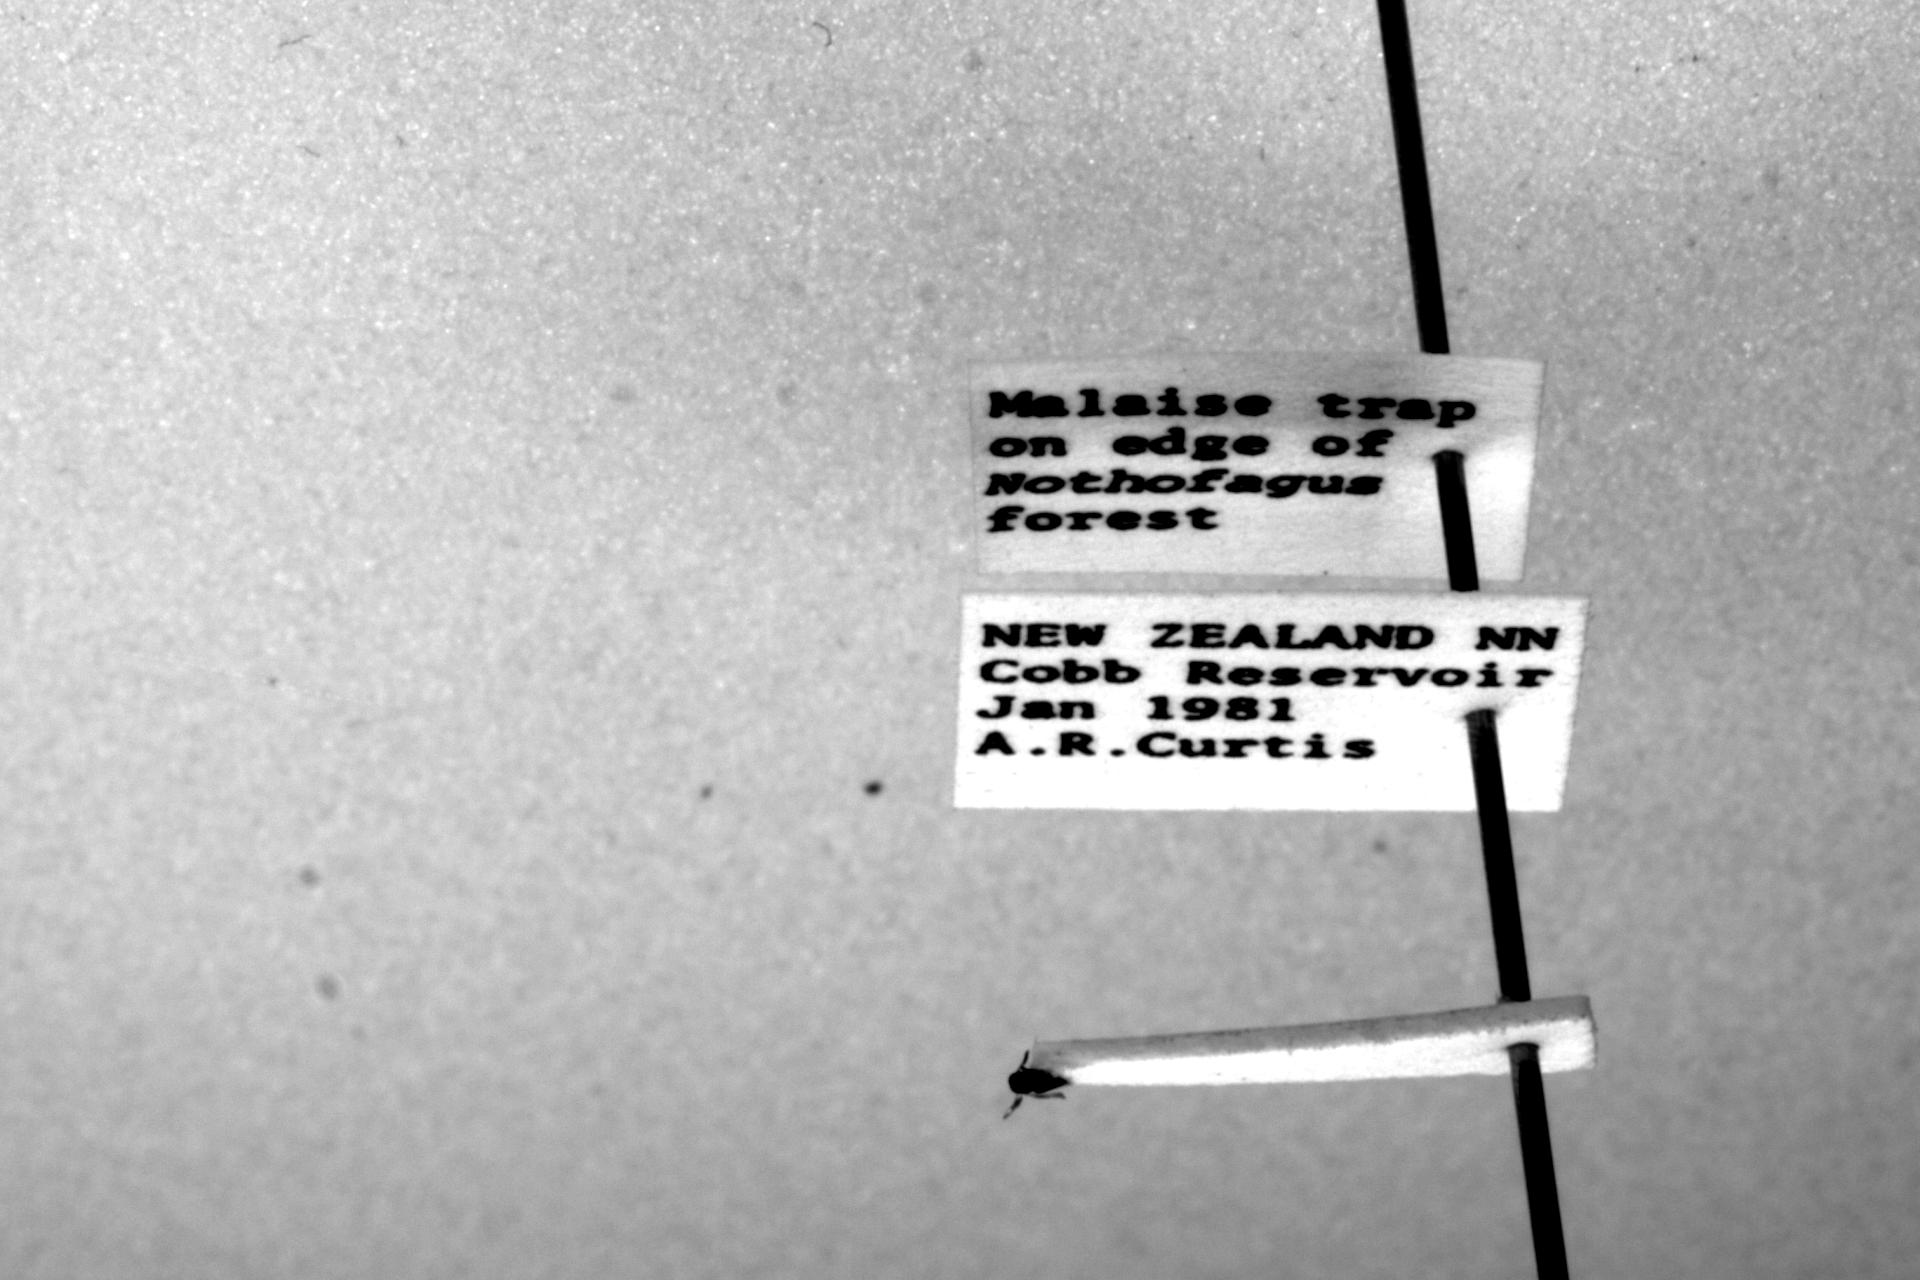 Malaise trap
on edge of
Nothofagus
forest
NEW ZEALAND NN
Cobb Reservoir
Jan 1981
A.R.Curtis